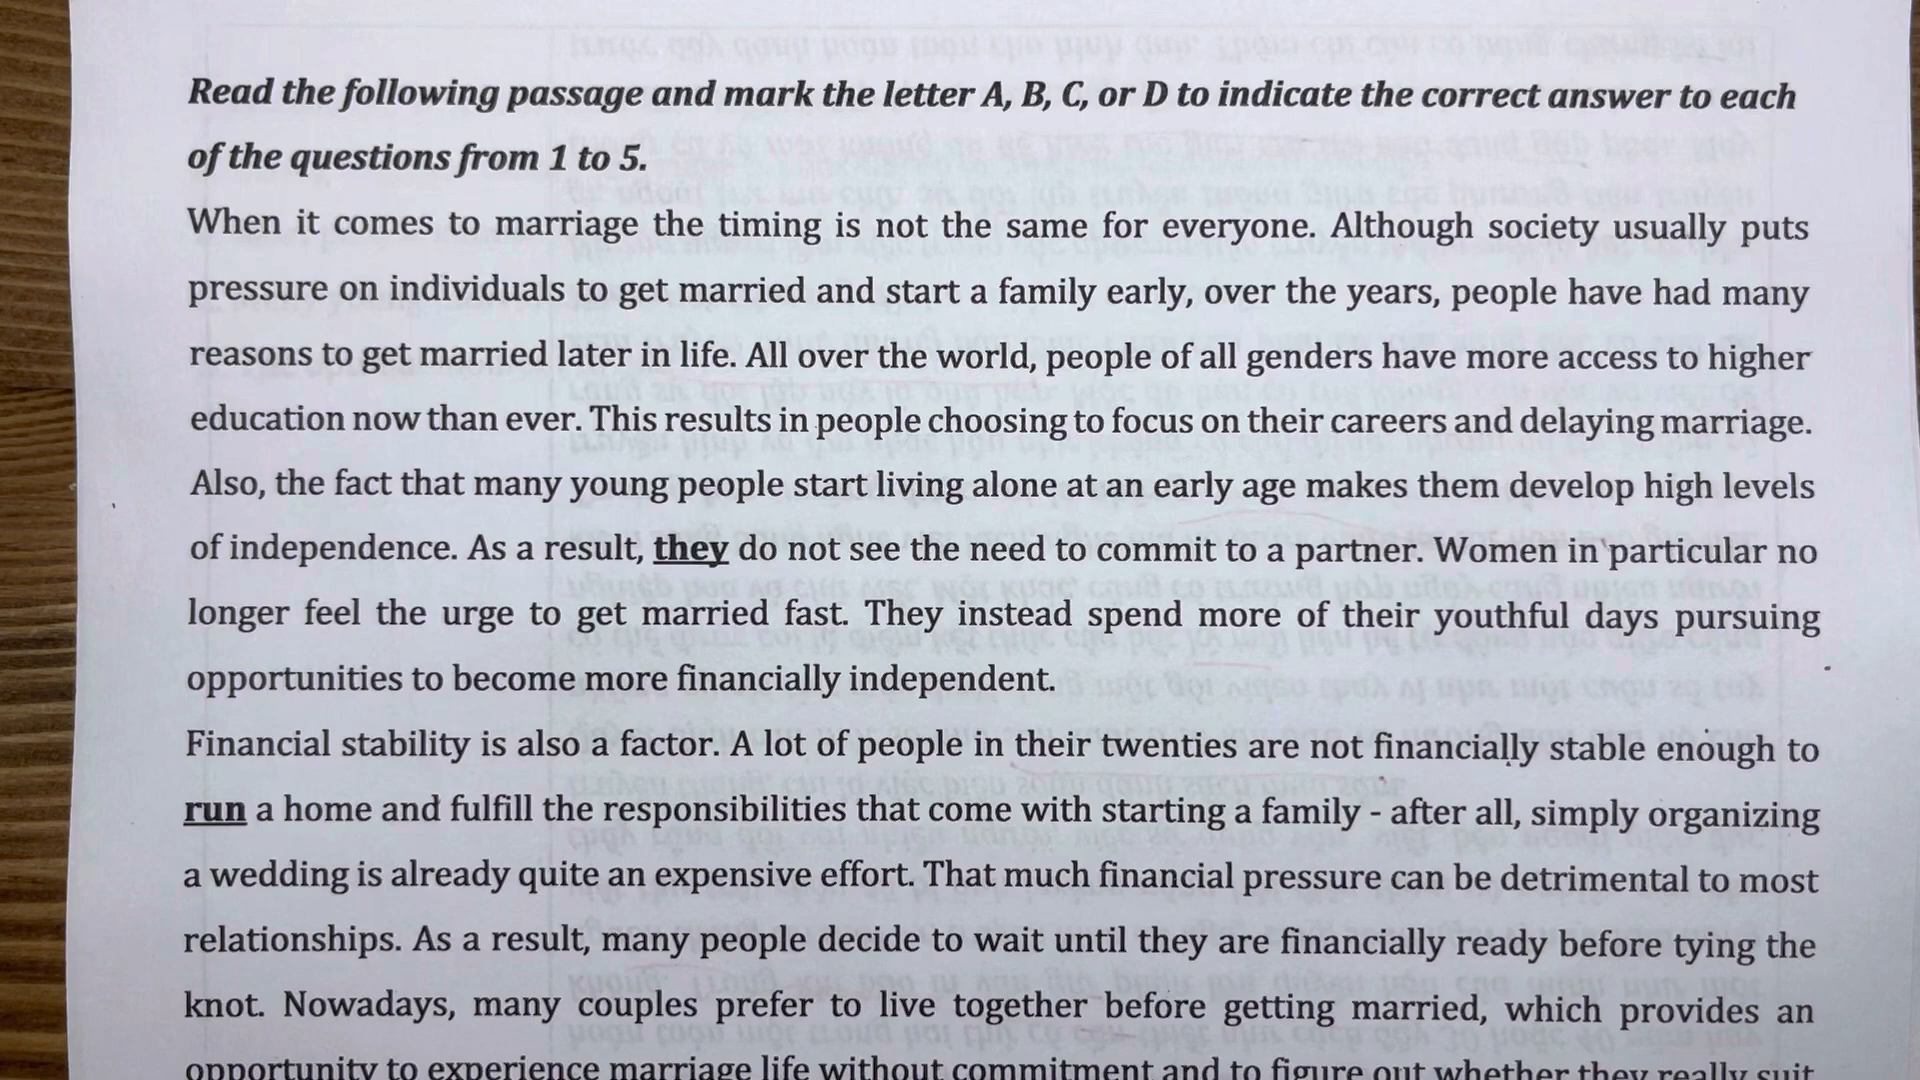 Read the following passage and mark the letter A, B, C, or D to indicate the correct answer to each
of the questions from 1 to 5.
When it comes to marriage the timing is not the same for everyone. Although society usually puts
pressure on individuals to get married and start a family early, over the years, people have had many
reasons to get married later in life. All over the world, people of all genders have more access to higher
education now than ever. This results in people choosing to focus on their careers and delaying marriage.
Also, the fact that many young people start living alone at an early age makes them develop high levels
of independence. As a result, they do not see the need to commit to a partner. Women in particular no
longer feel the urge to get married fast. They instead spend more of their youthful days pursuing
opportunities to become more financially independent.
Financial stability is also a factor. A lot of people in their twenties are not financially stable enough to
run a home and fulfill the responsibilities that come with starting a family - after all, simply organizing
a wedding is already quite an expensive effort. That much financial pressure can be detrimental to most
relationships. As a result, many people decide to wait until they are financially ready before tying the
knot. Nowadays, many couples prefer to live together before getting married, which provides an
opportunity to experience marriage life without commitment and to figure out whether they really suit